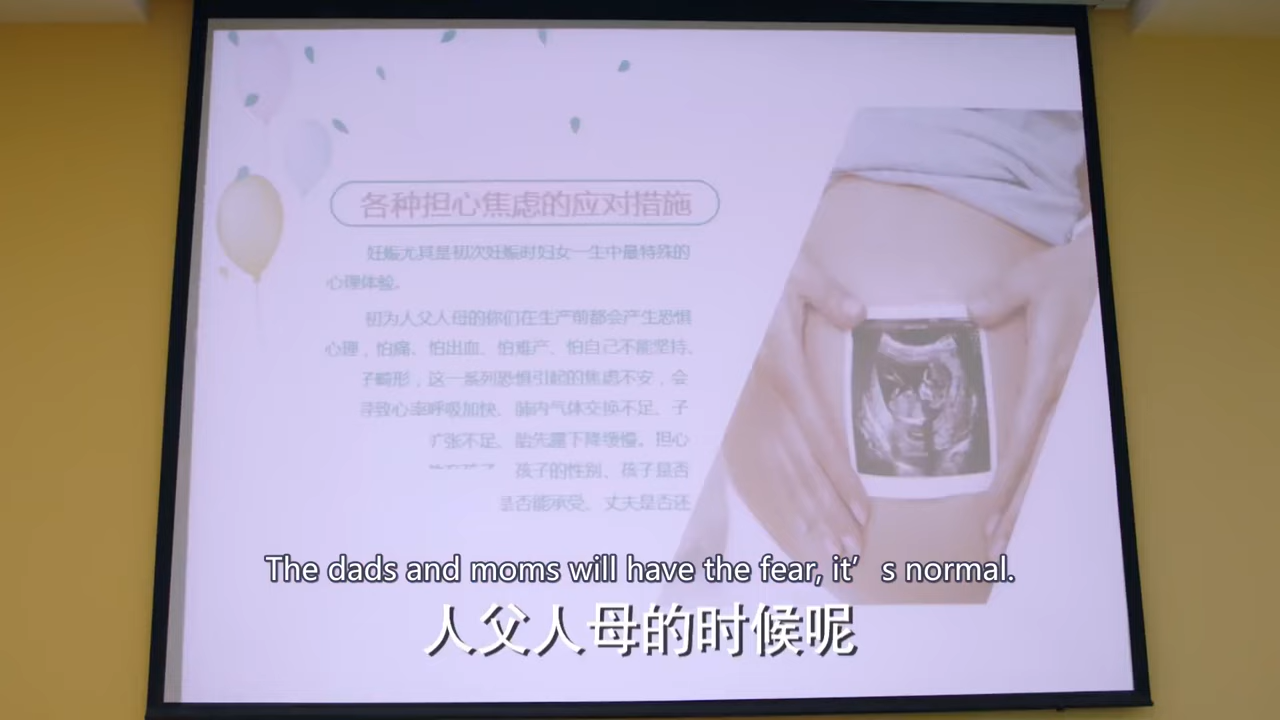 各种担心焦虑的应对措施
妊娠尤其是初次妊娠时妇女一生中最特殊的
心理体验。
初为人父人母的你们在生产前都会产生恐惧
心理，怕痛、怕出血、怕难产、怕自己不能坚持、
子畸形，这一系列恐惧引起的焦虑不安，会
导致心率呼吸加快、肺内气体交换不足、子
扩张不足、胎先露下降缓慢。担心
孩子的性别、孩子是否
是否能承受、丈夫是否还
The dads and moms will have the fear, it's normal.
人父人母的时候呢